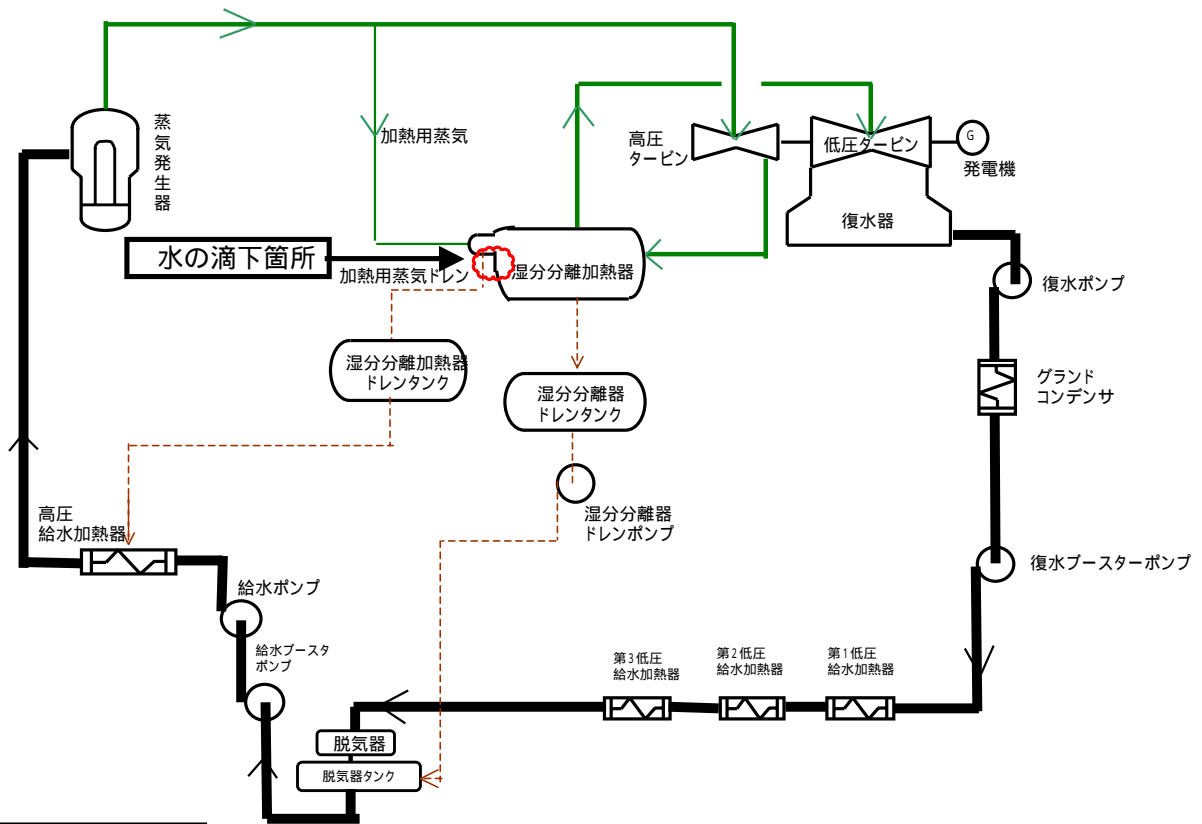 蒸気発生器
加熱用蒸気
高圧
タービン
低圧タービン
G
発電機
復水器
水の滴下箇所
加熱用蒸気ドレン
湿分分離加熱器
復水ポンプ
湿分分離加熱器
ドレンタンク
湿分分離器
ドレンタンク
グランド
コンデンサ
湿分分離器
ドレンポンプ
高圧
給水加熱器
復水ブースターポンプ
給水ポンプ
給水ブースタ
ポンプ
第3低圧
給水加熱器
第2低圧
給水加熱器
第1低圧
給水加熱器
脱気器
脱気器タンク